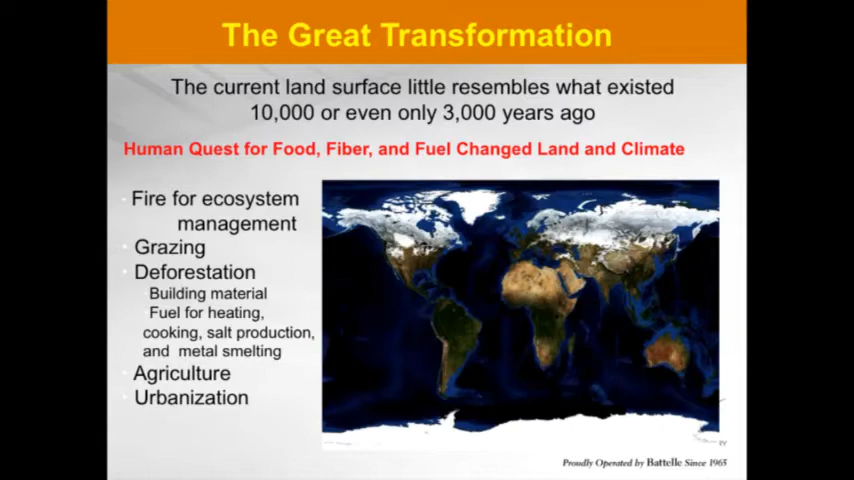 The Great Transformation
The current land surface little resembles what existed
10,000 or even only 3,000 years ago
Human Quest for Food, Fiber, and Fuel Changed Land and Climate
· Fire for ecosystem
management
· Grazing
· Deforestation
Building material
Fuel for heating,
cooking, salt production,
and metal smelting
· Agriculture
· Urbanization
Proudly Operated by Battelle Since 1965